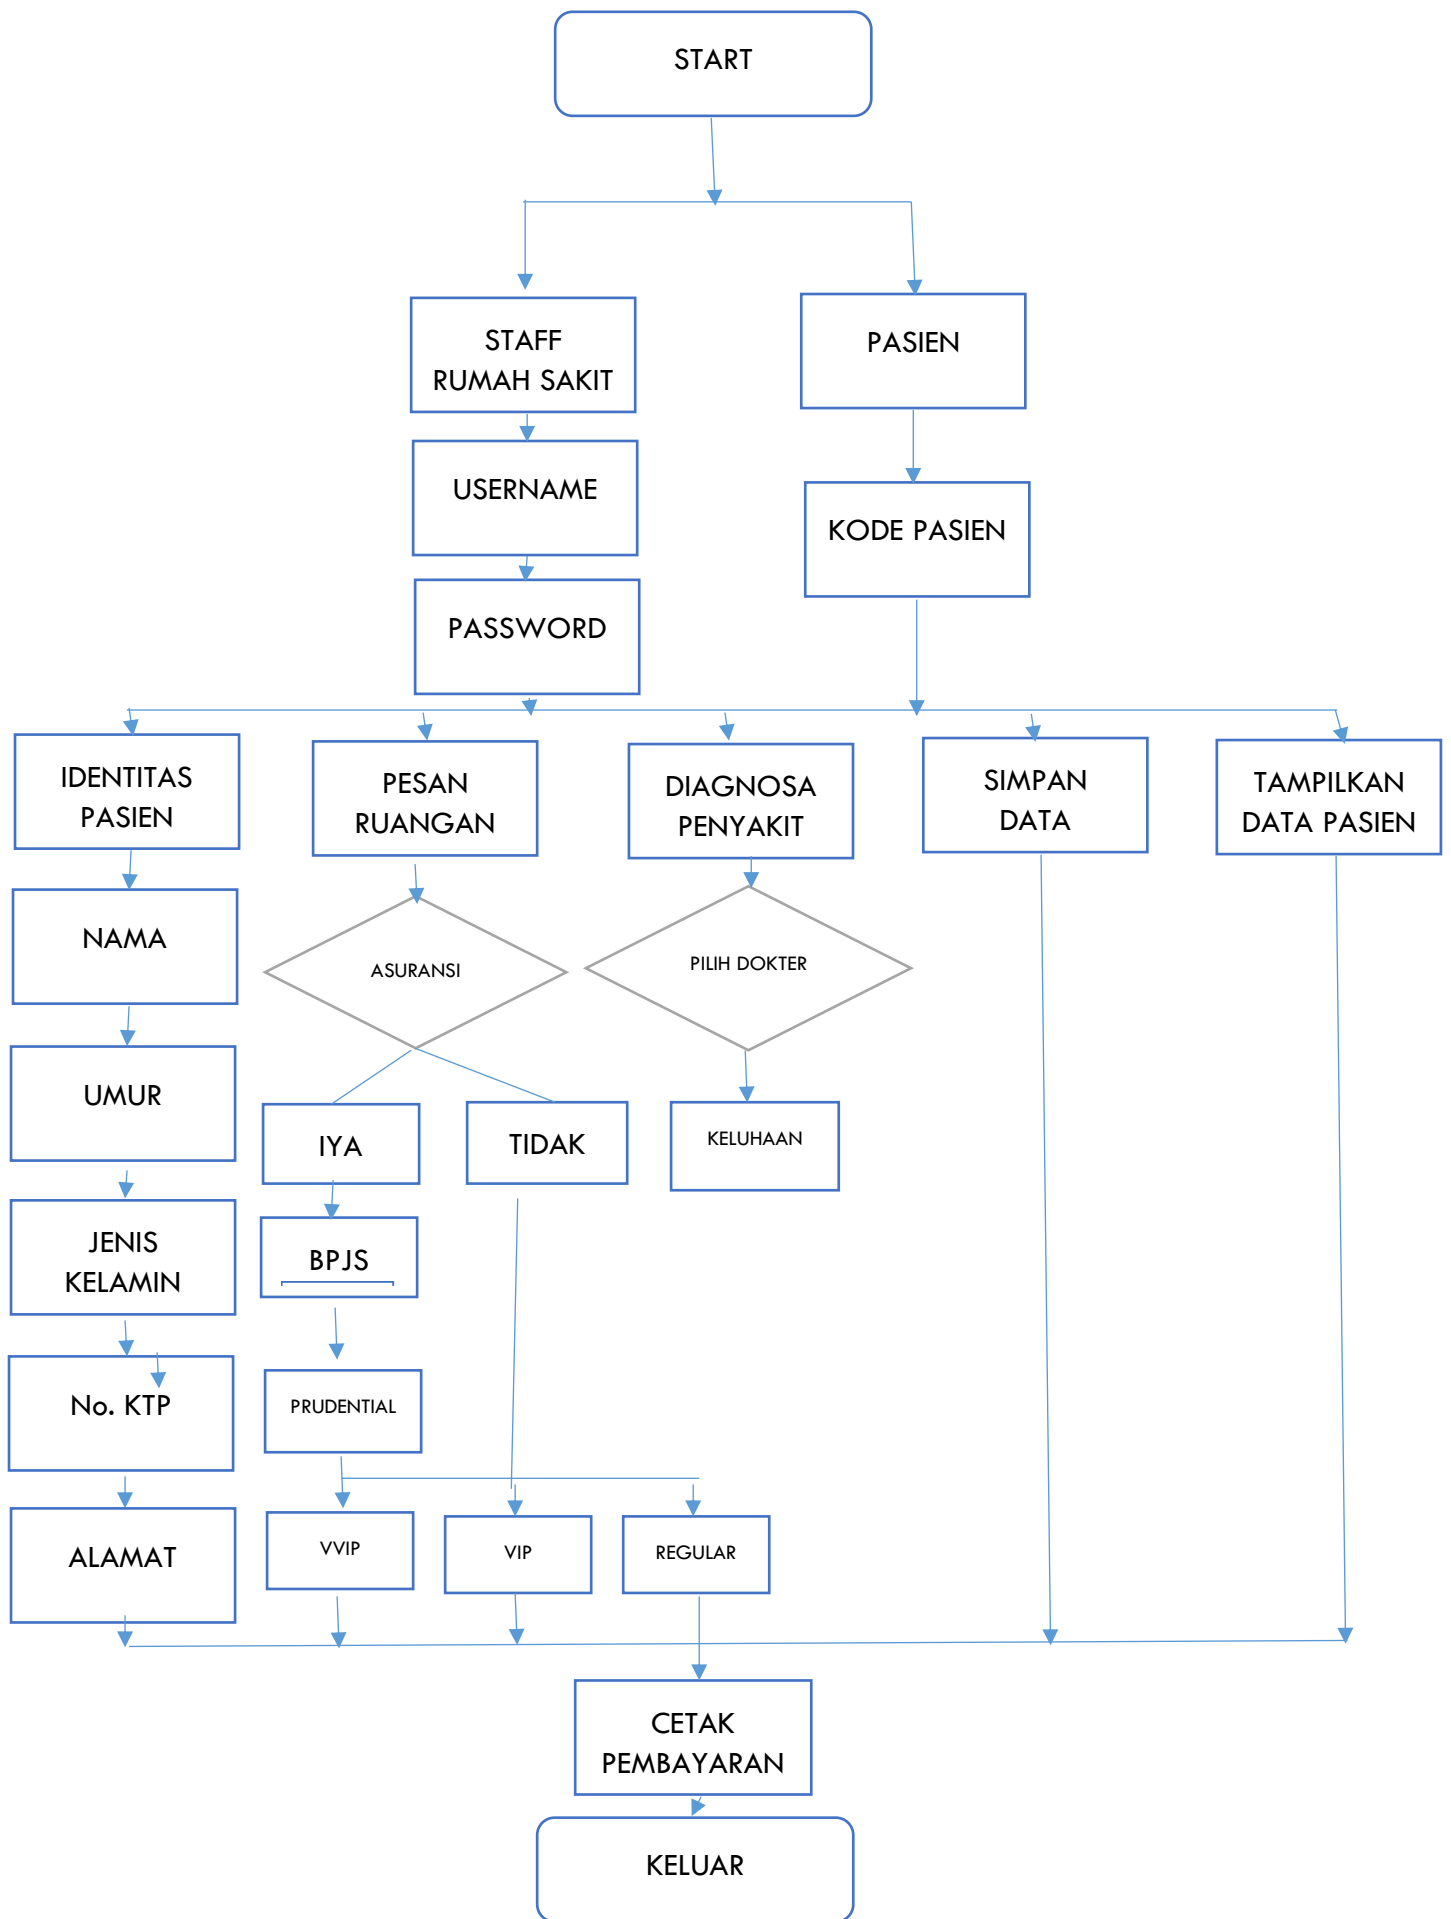 START
STAFF
RUMAH SAKIT
PASIEN
USERNAME
KODE PASIEN
PASSWORD
IDENTITAS
PASIEN
PESAN
RUANGAN
DIAGNOSA
PENYAKIT
SIMPAN
DATA
TAMPILKAN
DATA PASIEN
NAMA
ASURANSI
PILIH DOKTER
UMUR
IYA
TIDAK
KELUHAAN
JENIS
KELAMIN
BPJS
No. KTP
PRUDENTIAL
ALAMAT
VVIP
VIP
REGULAR
CETAK
PEMBAYARAN
KELUAR